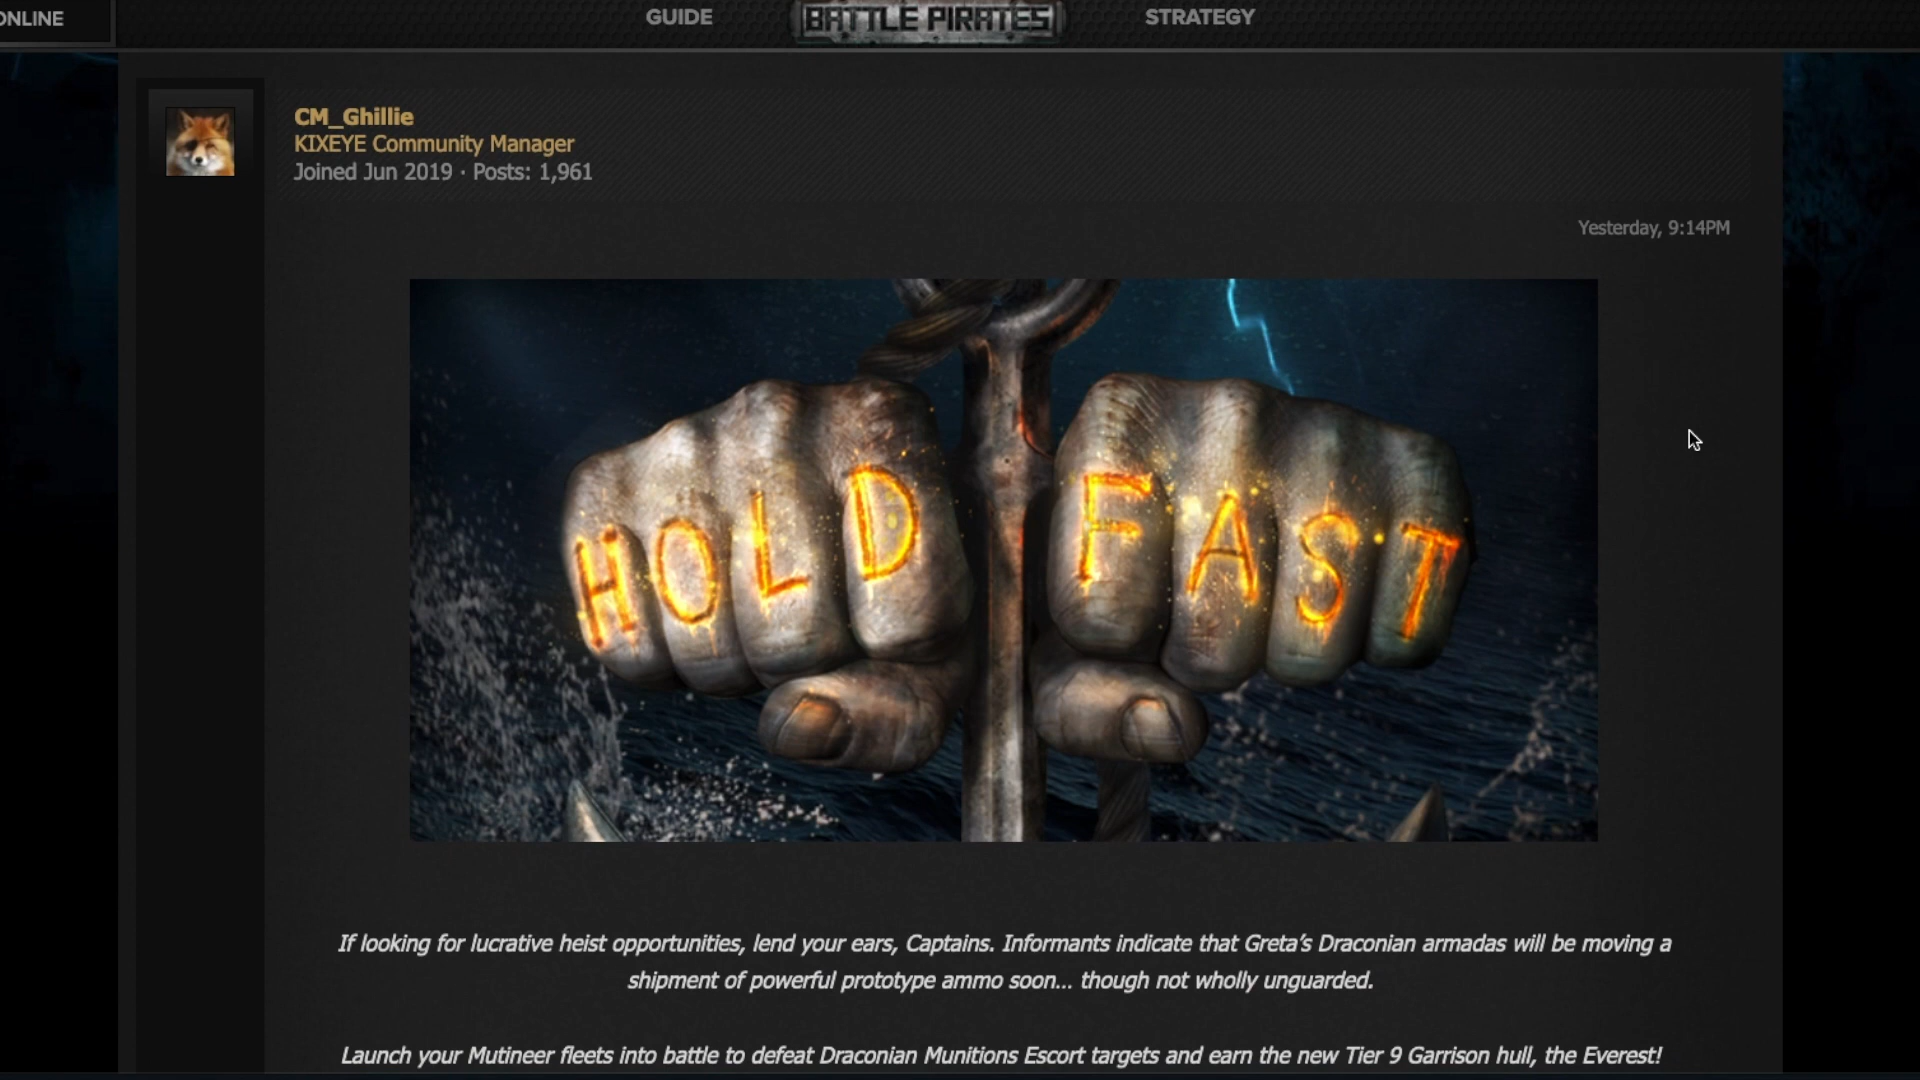 ONLINE
GUIDE
BATTLE PIRATES
STRATEGY
CM_Ghillie
KIXEYE Community Manager
Joined Jun 2019 · Posts: 1,961
Yesterday, 9:14PM
HOLD FAST
If looking for lucrative heist opportunities, lend your ears, Captains. Informants indicate that Greta’s Draconian armadas will be moving a
shipment of powerful prototype ammo soon... though not wholly unguarded.
Launch your Mutineer fleets into battle to defeat Draconian Munitions Escort targets and earn the new Tier 9 Garrison hull, the Everest!